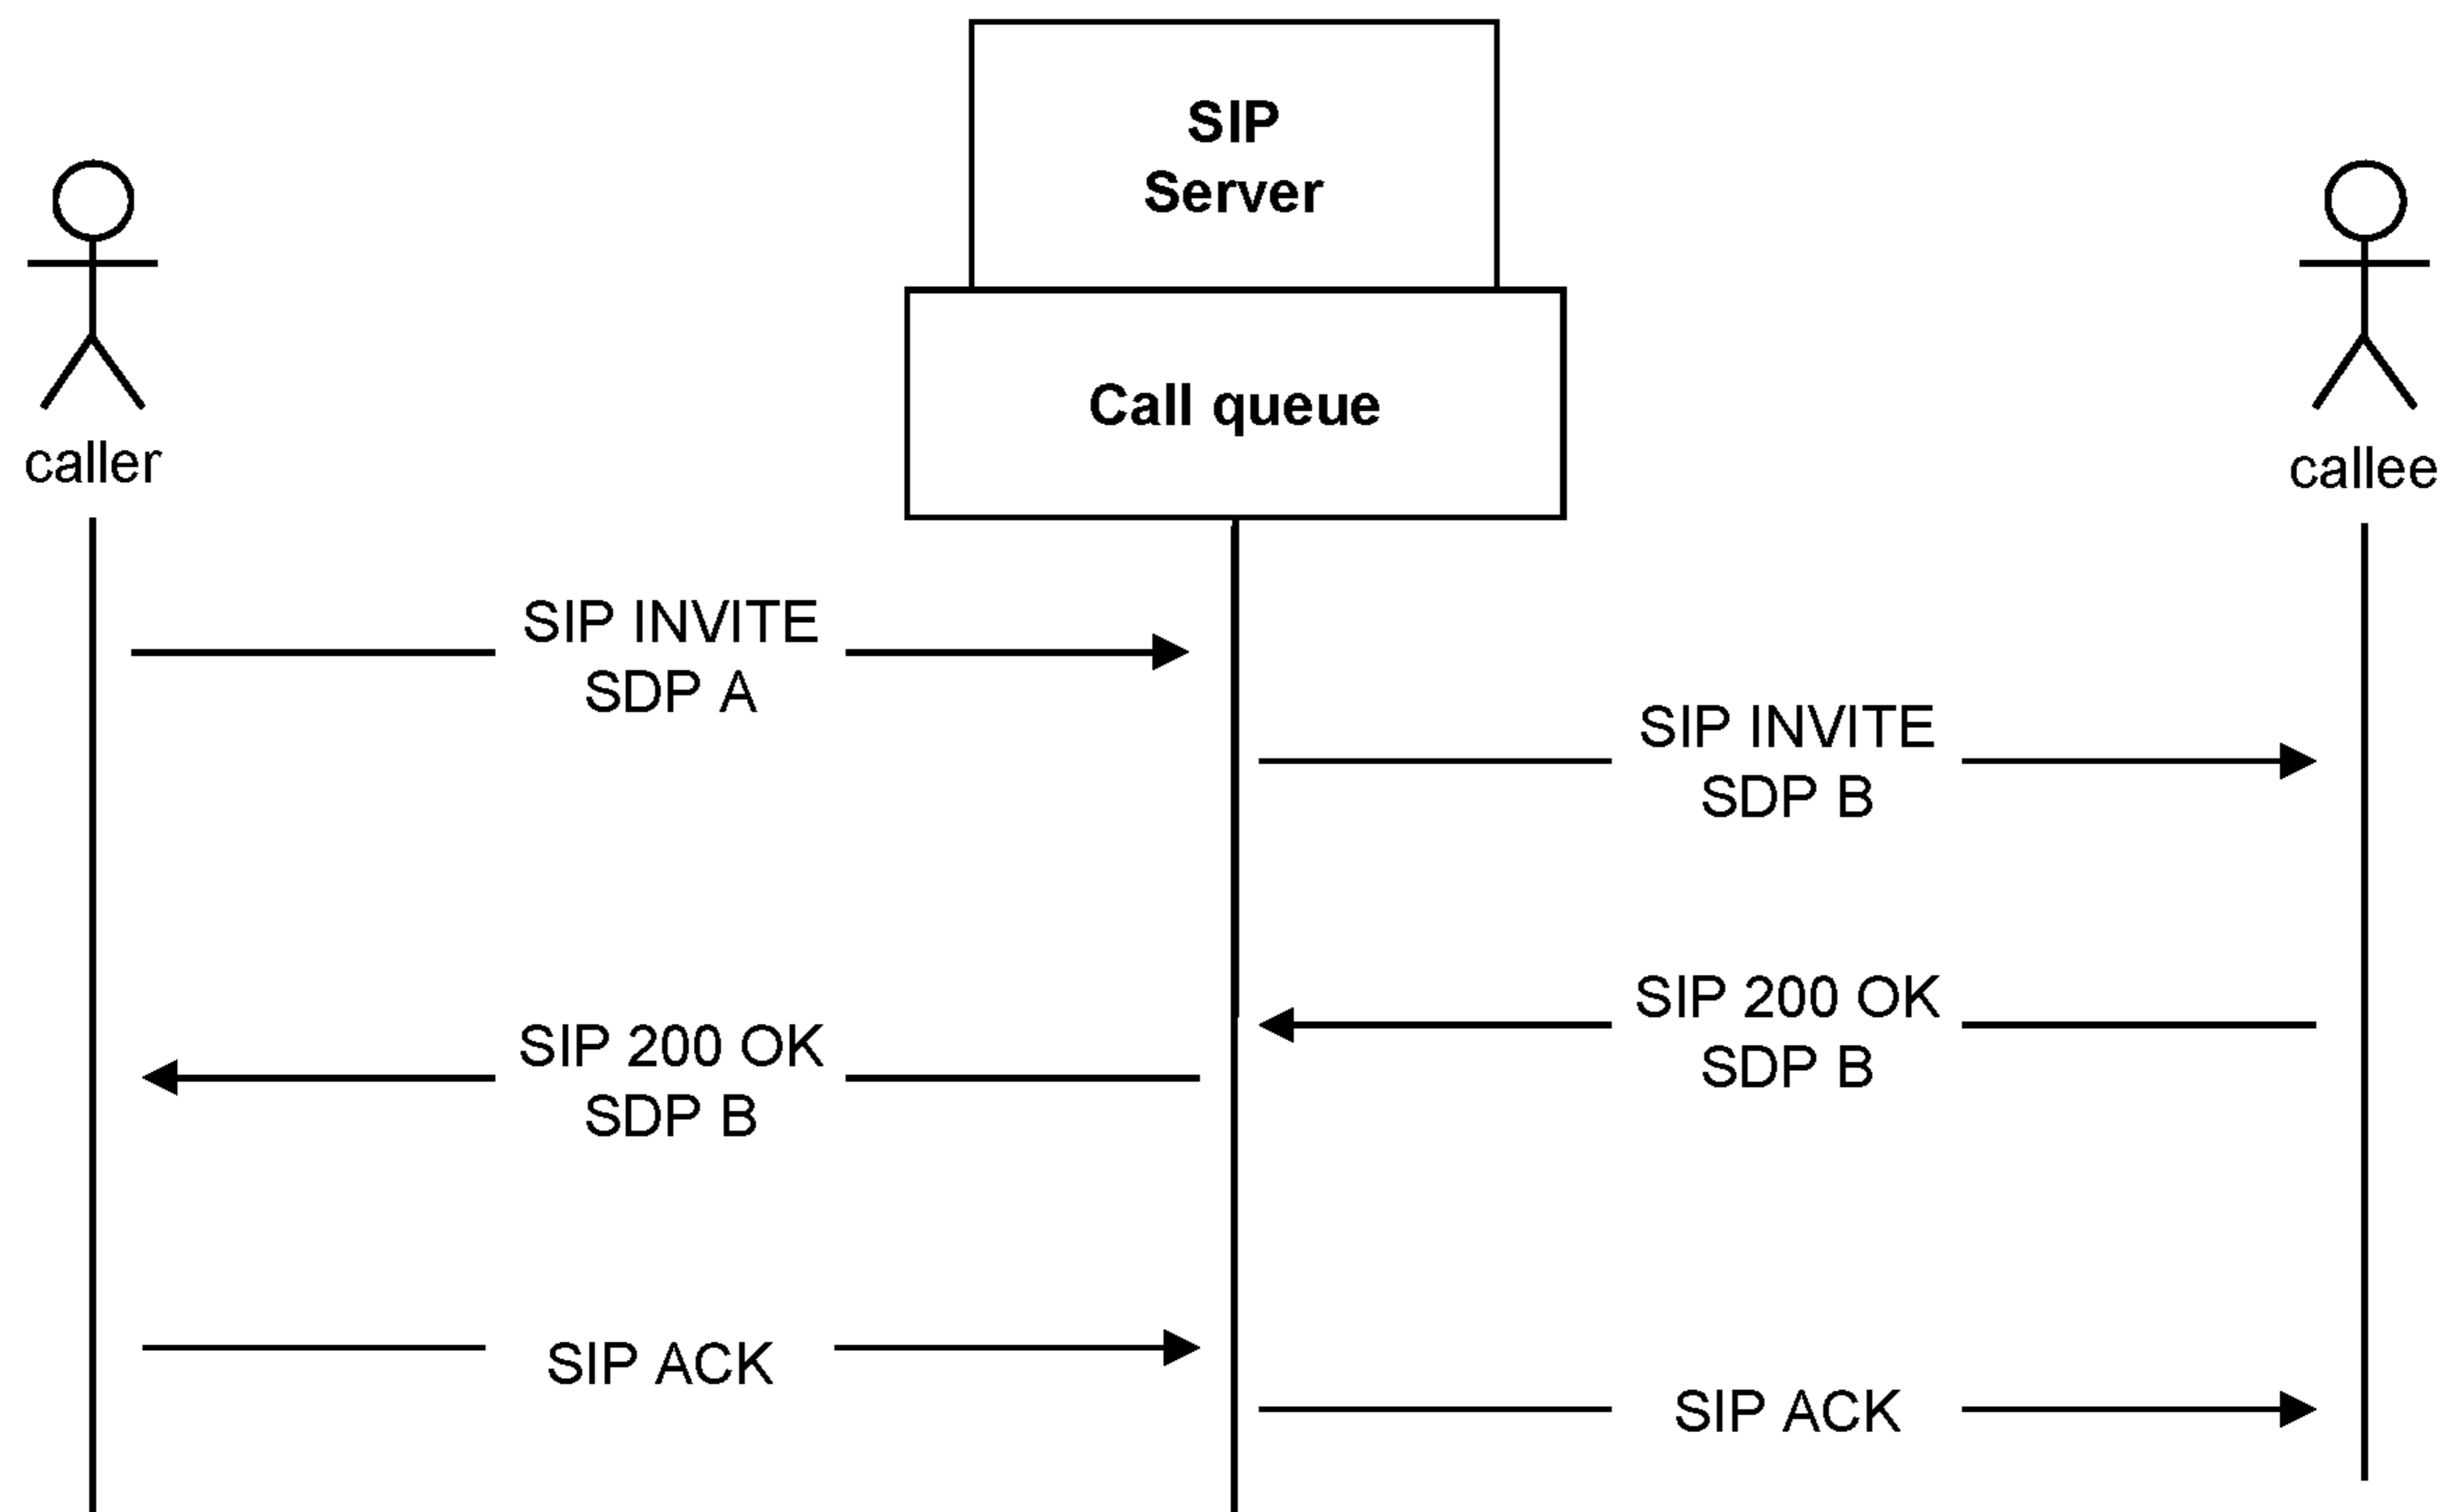 SIP
Server
Call queue
caller
callee
SIP INVITE
SDP A
SIP INVITE
SDP B
SIP 200 OK
SDP B
SIP 200 OK
SDP B
SIP ACK
SIP ACK